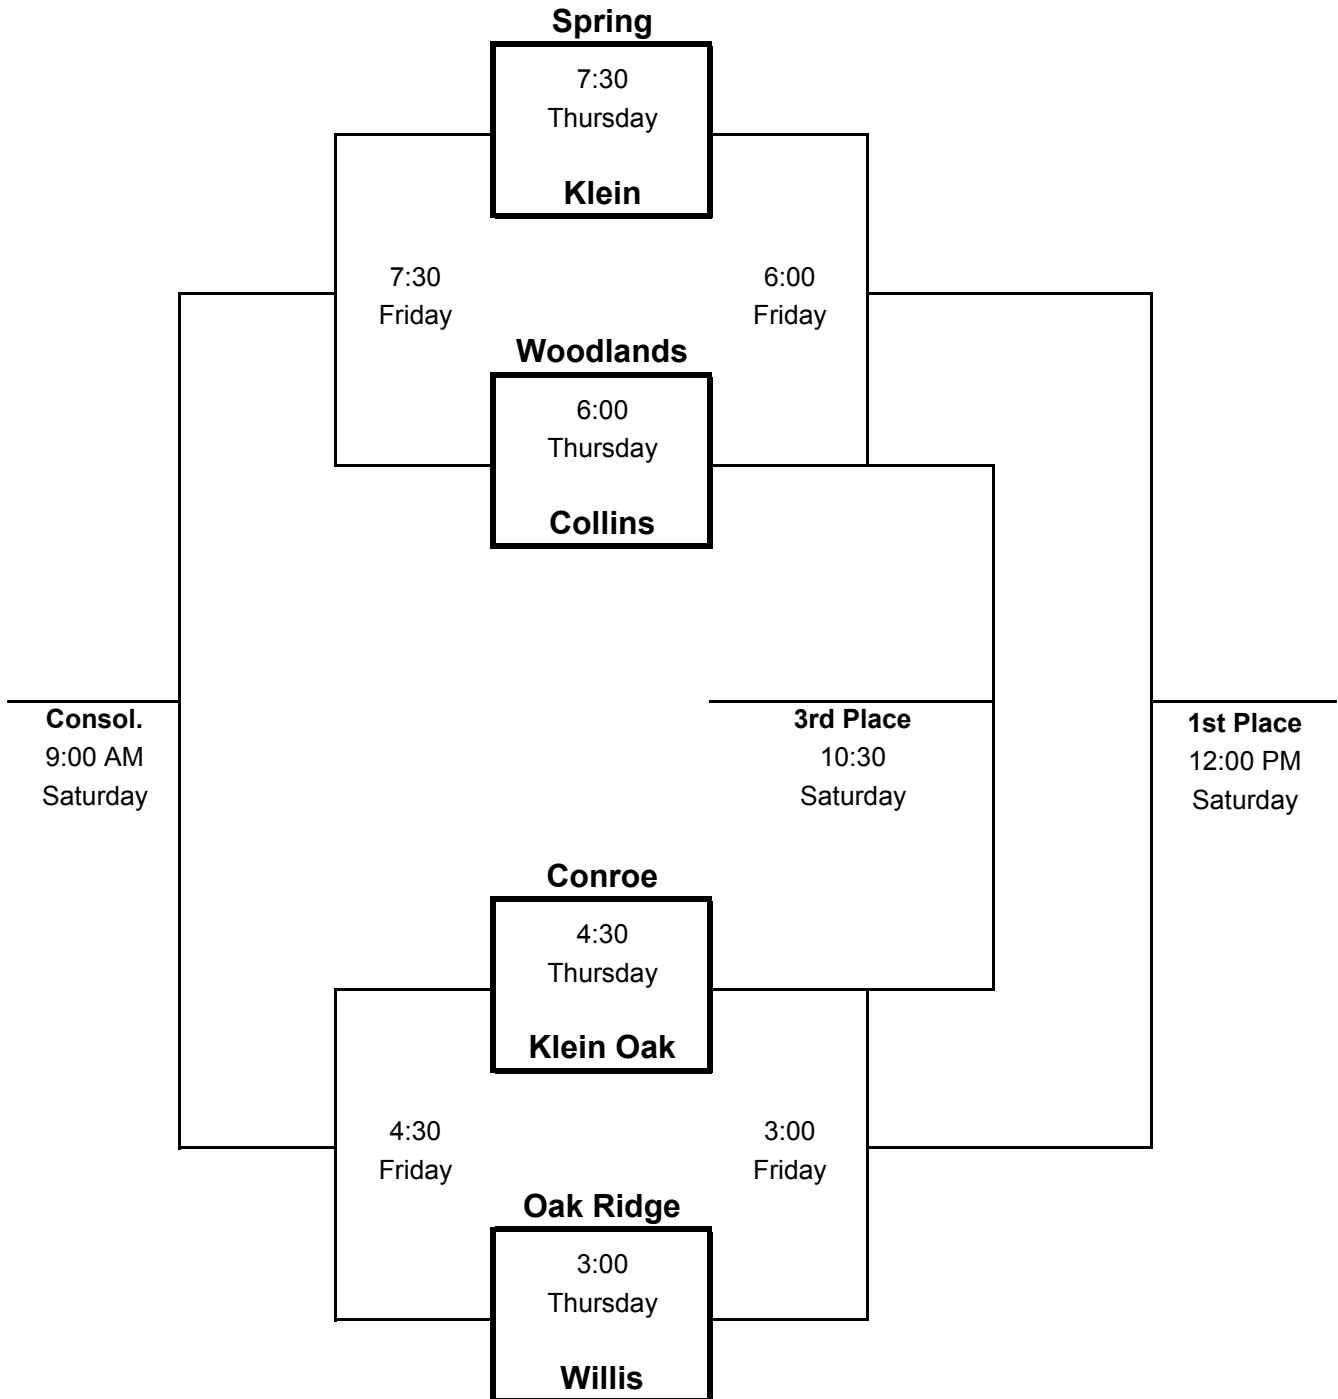 Spring
7:30
Thursday
Klein
7:30
Friday
6:00
Friday
Woodlands
6:00
Thursday
Collins
Consol.
9:00 AM
Saturday
3rd Place
10:30
Saturday
1st Place
12:00 PM
Saturday
Conroe
4:30
Thursday
Klein Oak
4:30
Friday
3:00
Friday
Oak Ridge
3:00
Thursday
Willis